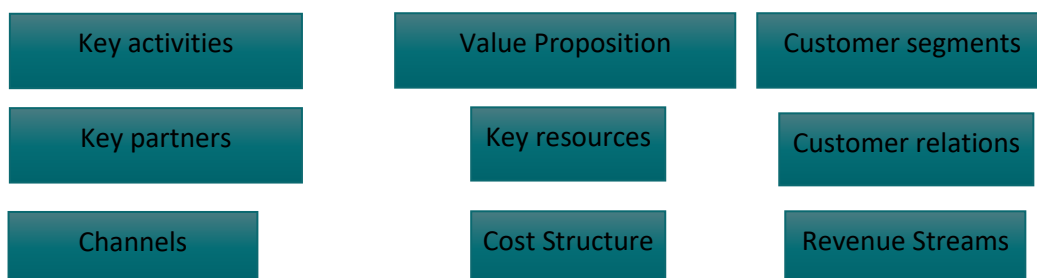 Key activities
Value Proposition
Customer segments
Key partners
Key resources
Customer relations
Channels
Cost Structure
Revenue Streams